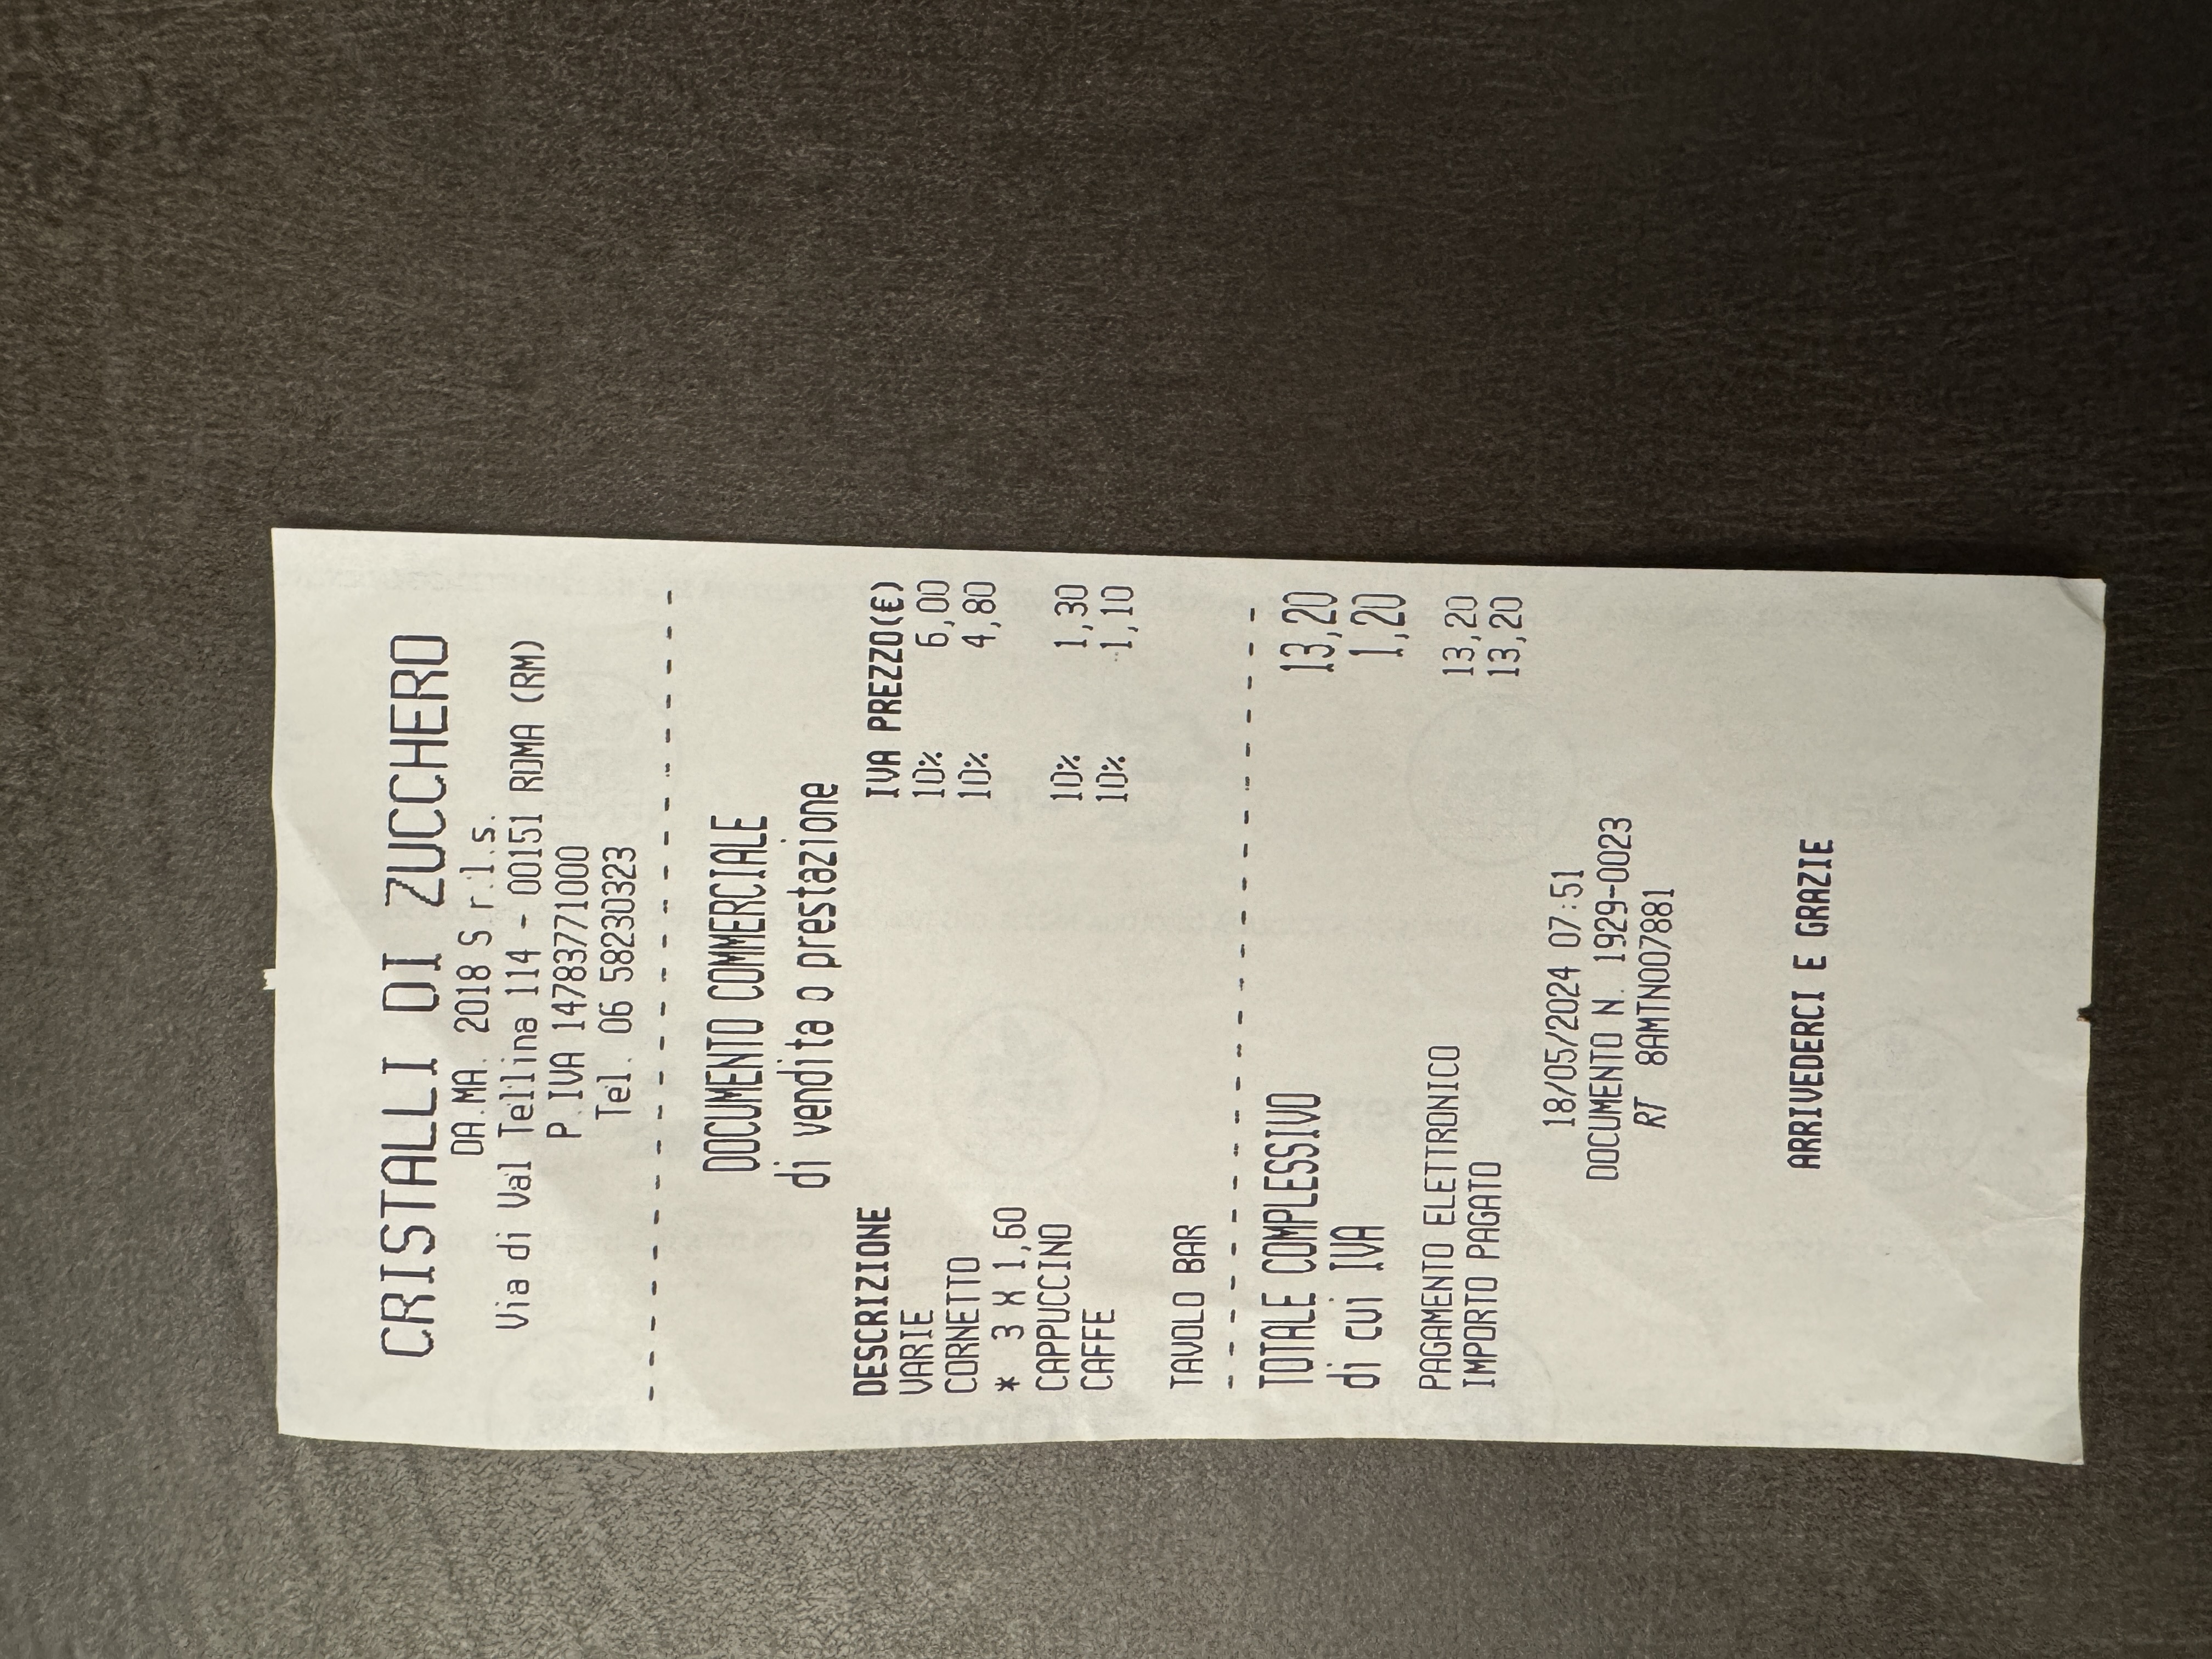 CRISTALLI DI ZUCCHERO
DA.MA. 2018 S.r.l.s.
Via di Val Tellina 114 - 00151 ROMA (RM)
P.IVA 14783771000
Tel. 06 58230323
DOCUMENTO COMMERCIALE
di vendita o prestazione
DESCRIZIONE IVA PREZZO(€)
VARIE 10% 6,00
CORNETTO 10% 4,80
* 3 X 1,60
CAPPUCCINO 10% 1,30
CAFFE 10% 1,10
TAVOLO BAR
TOTALE COMPLESSIVO 13,20
di cui IVA 1,20
PAGAMENTO ELETTRONICO 13,20
IMPORTO PAGATO 13,20
18/05/2024 07:51
DOCUMENTO N. 1929-0023
RT 8AMTN007881
ARRIVEDERCI E GRAZIE